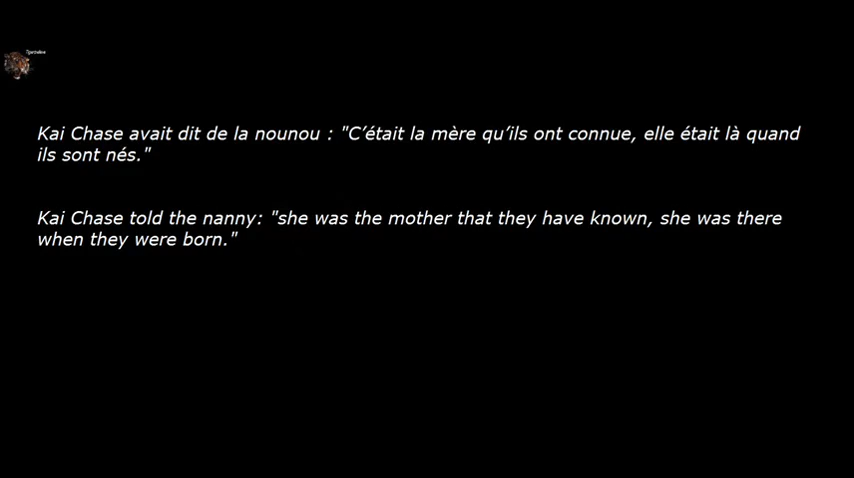 Kai Chase avait dit de la nounou : "C’était la mère qu’ils ont connue, elle était là quand
ils sont nés."
Kai Chase told the nanny: "she was the mother that they have known, she was there
when they were born."